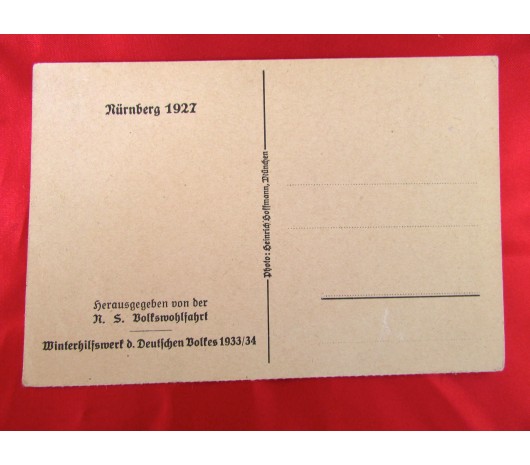 Nürnberg 1927
Herausgegeben von der
N. S. Volkswohlfahrt
Winterhilfswerk d. Deutschen Volkes 1933/34
Photo: Heinrich Hoffmann, München